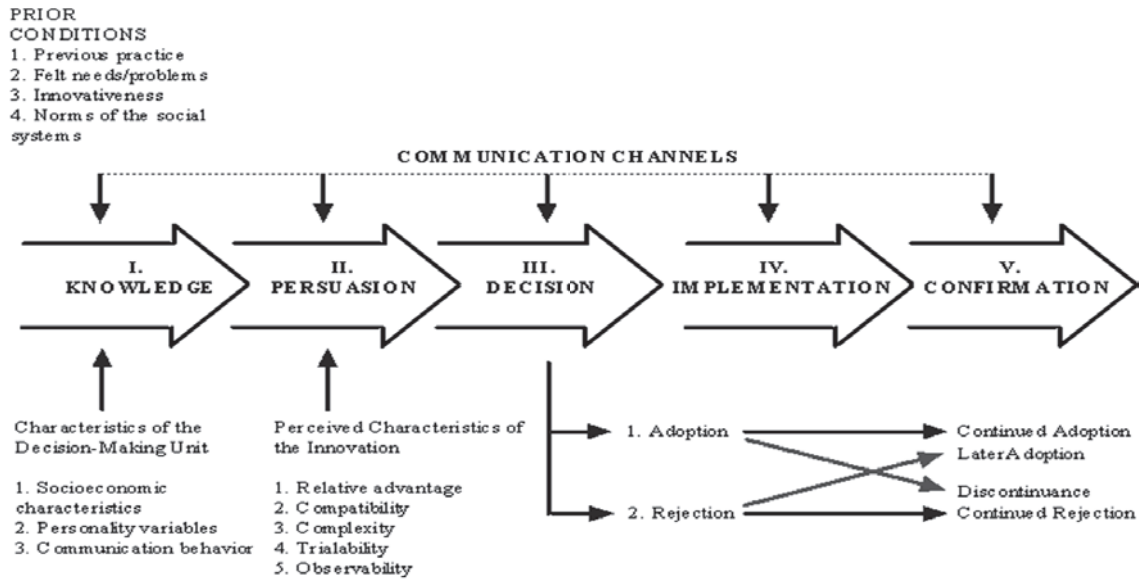 PRIOR
CONDITIONS
1. Previous practice
2. Felt needs/problems
3. Innovativeness
4. Norms of the social
systems
COMMUNICATION CHANNELS
I.
KNOWLEDGE
II.
PERSUASION
III.
DECISION
IV.
IMPLEMENTATION
V.
CONFIRMATION
Characteristics of the
Decision-Making Unit
1. Socioeconomic
characteristics
2. Personality variables
3. Communication behavior
Perceived Characteristics of
the Innovation
1. Relative advantage
2. Compatibility
3. Complexity
4. Trialability
5. Observability
1. Adoption
2. Rejection
Continued Adoption
LaterAdoption
Discontinuance
Continued Rejection